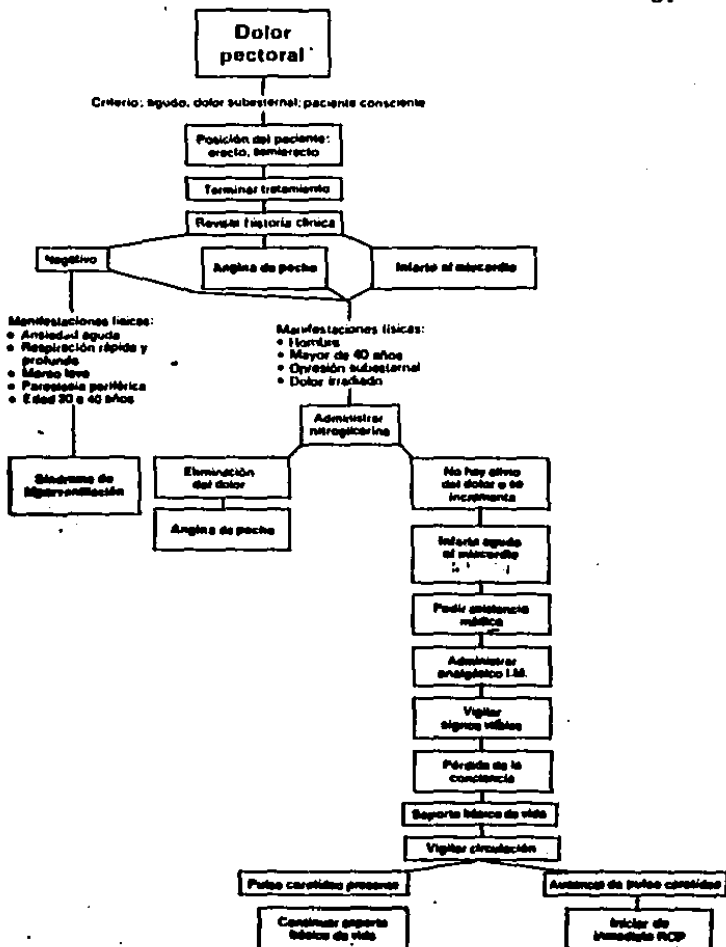 Dolor
pectoral
Criterio: agudo, dolor subesternal; paciente consciente
Posición del paciente:
erecto, semierecto
Terminar tratamiento
Revisar historia clínica
Negativo
Angina de pecho
Infarto al miocardio
Manifestaciones físicas:
• Ansiedad aguda
• Respiración rápida y
profunda
• Mareo leve
• Parestesia periférica
• Edad 30 a 40 años
Manifestaciones físicas:
• Hombre
• Mayor de 40 años
• Opresión subesternal
• Dolor irradiado
Administrar
nitroglicerina
Síndrome de
hiperventilación
Eliminación
del dolor
No hay alivio
del dolor o se
incrementa
Angina de pecho
Infarto agudo
al miocardio
Pedir asistencia
médica
Administrar
analgésico I.M.
Vigilar
signos vitales
Pérdida de la
conciencia
Soporte básico de vida
Vigilar circulación
Pulso carotídeo presente
Ausencia de pulso carotídeo
Continuar soporte
básico de vida
Iniciar de
inmediato RCP